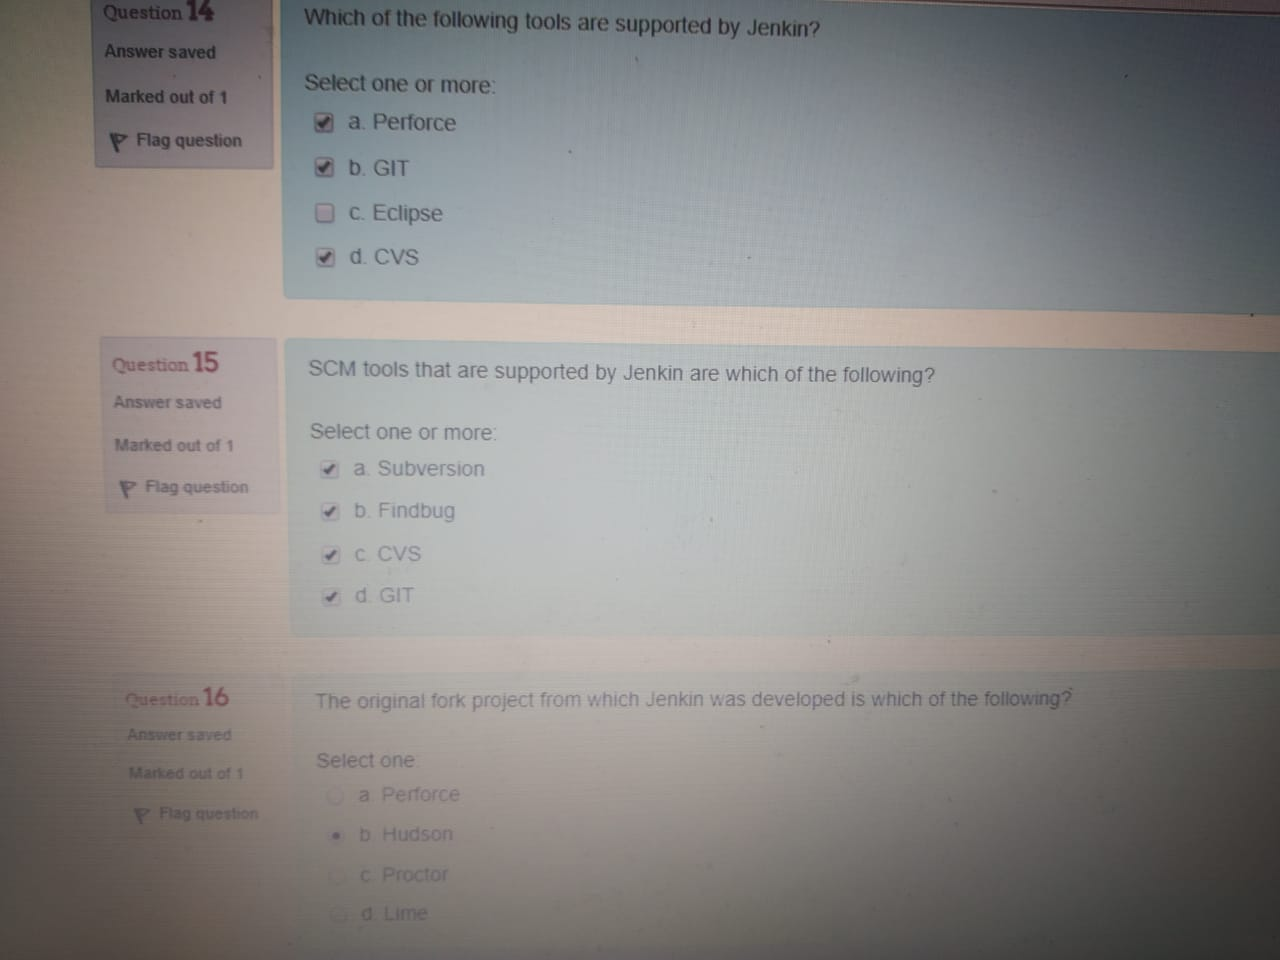 Question 14
Answer saved
Marked out of 1
Flag question
Which of the following tools are supported by Jenkin?
Select one or more:
a. Perforce
b. GIT
c. Eclipse
d. CVS
Question 15
Answer saved
Marked out of 1
Flag question
SCM tools that are supported by Jenkin are which of the following?
Select one or more:
a. Subversion
b. Findbug
c. CVS
d. GIT
Question 16
Answer saved
Marked out of 1
Flag question
The original fork project from which Jenkin was developed is which of the following?
Select one:
a. Perforce
b. Hudson
c. Proctor
d. Lime